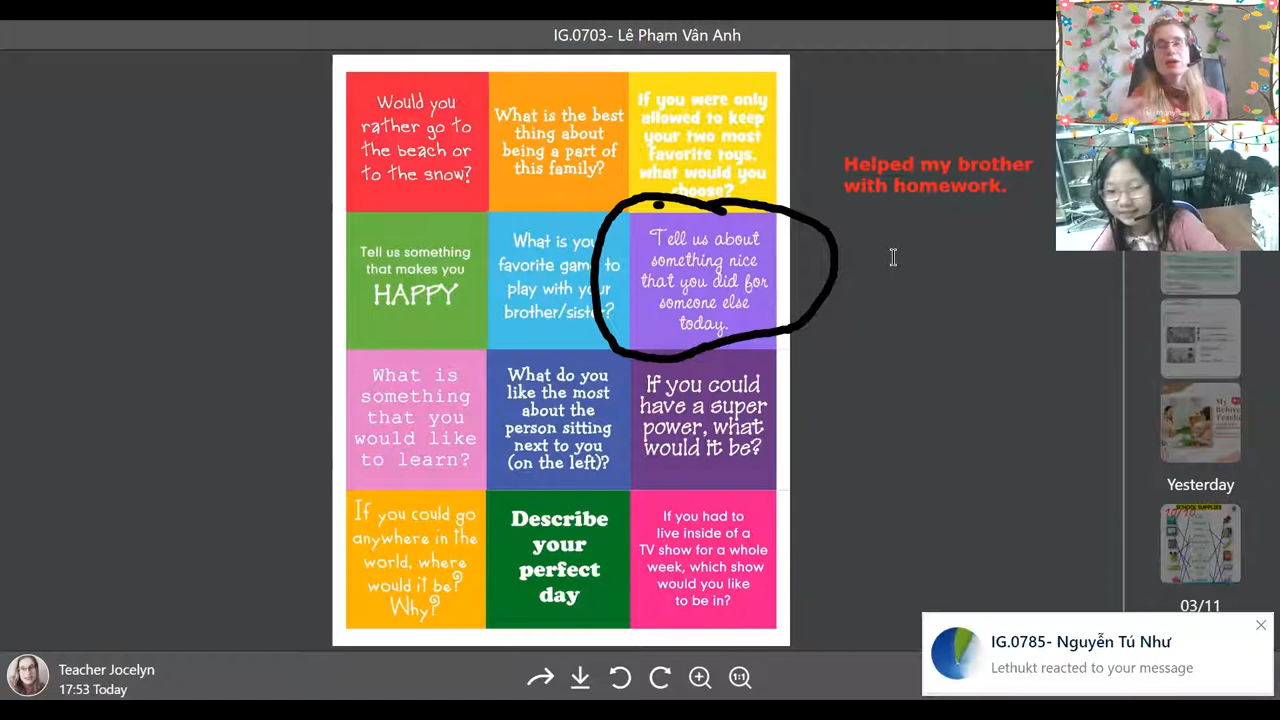 IG.0703- Lê Phạm Vân Anh
Would you
rather go to
the beach or
to the snow?
What is the best
thing about
being a part of
this family?
If you were only
allowed to keep
your two most
favorite toys,
what would you
choose?
Helped my brother
with homework.
Tell us something
that makes you
HAPPY
What is you
favorite game to
play with your
brother/sister?
Tell us about
something nice
that you did for
someone else
today.
What is
something
that you
would like
to learn?
What do you
like the most
about the
person sitting
next to you
(on the left)?
If you could
have a super
power, what
would it be?
If you could go
anywhere in the
world, where
would it be?
Why?
Describe
your
perfect
day
If you had to
live inside of a
TV show for a whole
week, which show
would you like
to be in?
My
Yesterday
SCHOOL SUPPLIES
10/10
03/11
IG.0785- Nguyễn Tú Như
Lethukt reacted to your message
Teacher Jocelyn
17:53 Today
1:1